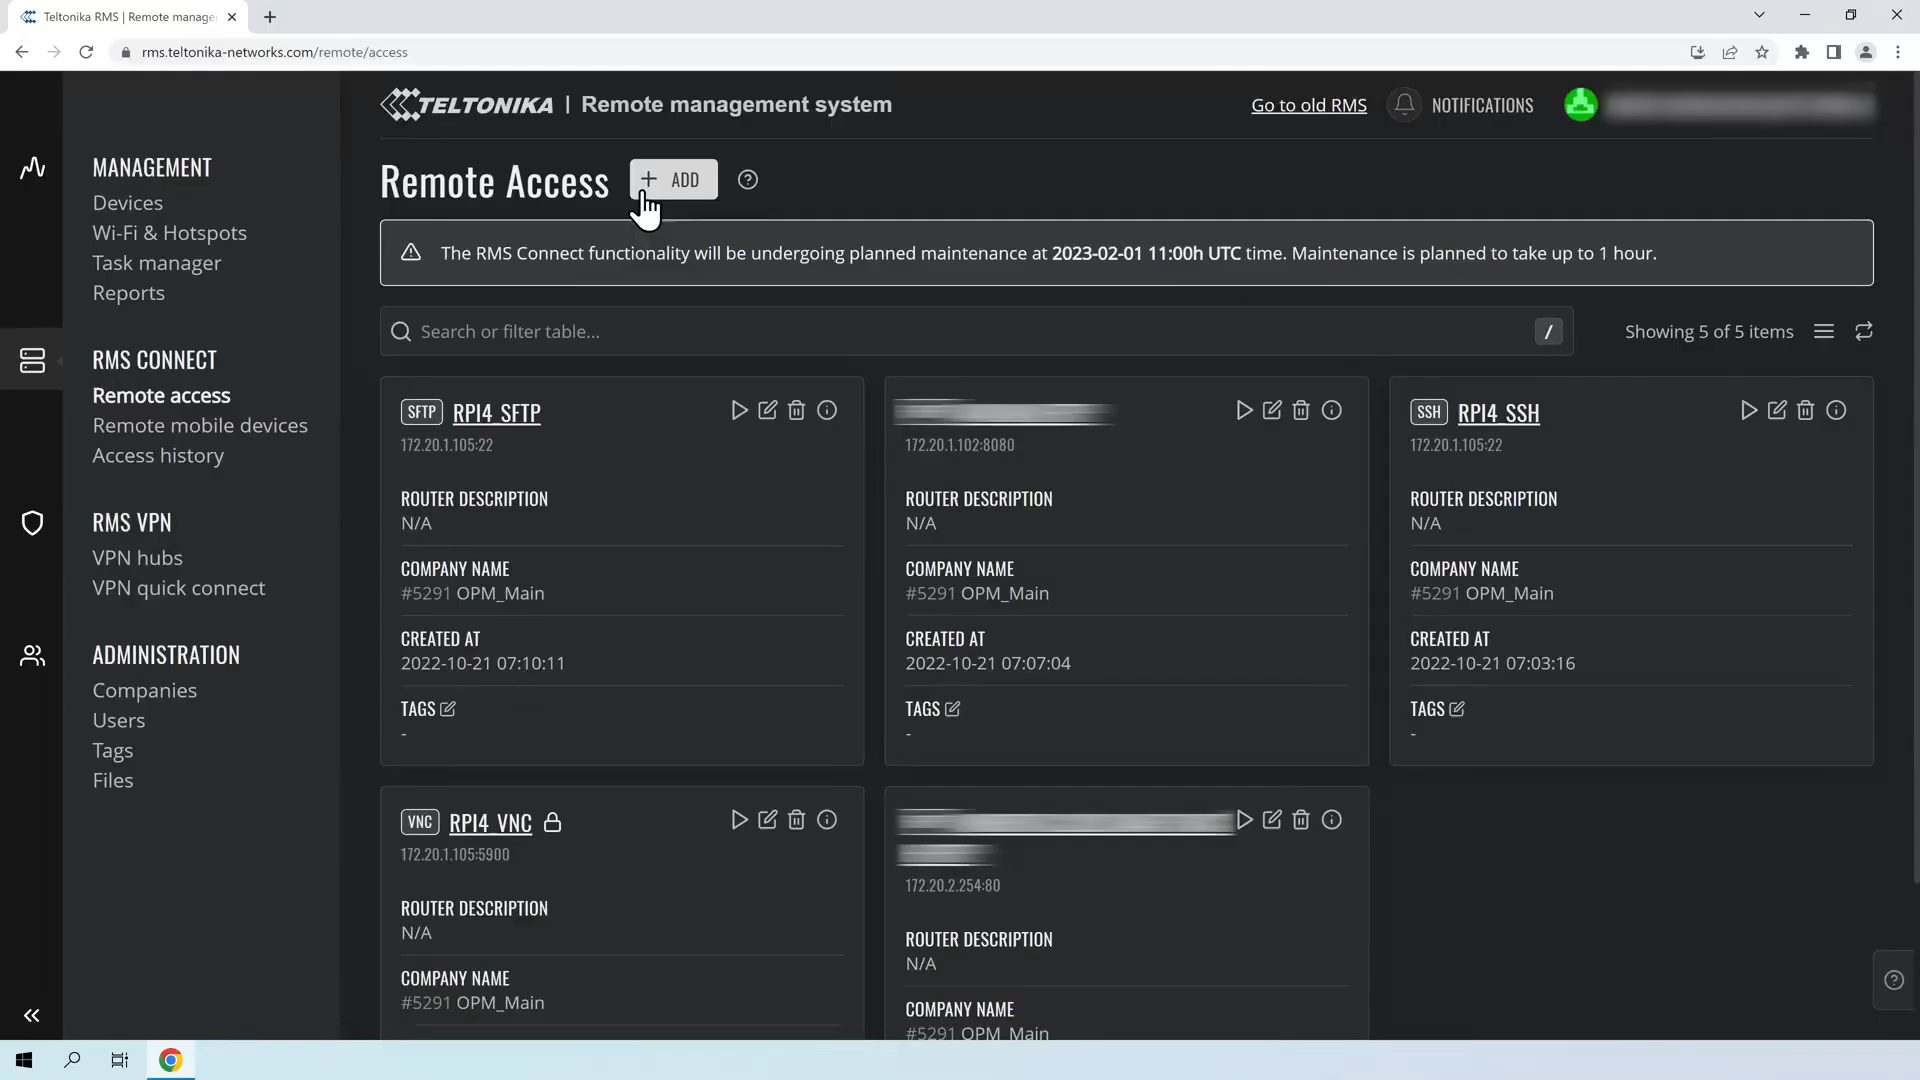 Teltonika RMS | Remote manage
rms.teltonika-networks.com/remote/access
TELTONIKA | Remote management system
Go to old RMS
NOTIFICATIONS
MANAGEMENT
Devices
Wi-Fi & Hotspots
Task manager
Reports
RMS CONNECT
Remote access
Remote mobile devices
Access history
RMS VPN
VPN hubs
VPN quick connect
ADMINISTRATION
Companies
Users
Tags
Files
Remote Access
+ ADD
The RMS Connect functionality will be undergoing planned maintenance at 2023-02-01 11:00h UTC time. Maintenance is planned to take up to 1 hour.
Search or filter table...
/
Showing 5 of 5 items
SFTP RPI4_SFTP
172.20.1.105:22
ROUTER DESCRIPTION
N/A
COMPANY NAME
#5291 OPM_Main
CREATED AT
2022-10-21 07:10:11
TAGS
-
172.20.1.102:8080
ROUTER DESCRIPTION
N/A
COMPANY NAME
#5291 OPM_Main
CREATED AT
2022-10-21 07:07:04
TAGS
-
SSH RPI4_SSH
172.20.1.105:22
ROUTER DESCRIPTION
N/A
COMPANY NAME
#5291 OPM_Main
CREATED AT
2022-10-21 07:03:16
TAGS
-
VNC RPI4_VNC
172.20.1.105:5900
ROUTER DESCRIPTION
N/A
COMPANY NAME
#5291 OPM_Main
172.20.2.254:80
ROUTER DESCRIPTION
N/A
COMPANY NAME
#5291 OPM_Main